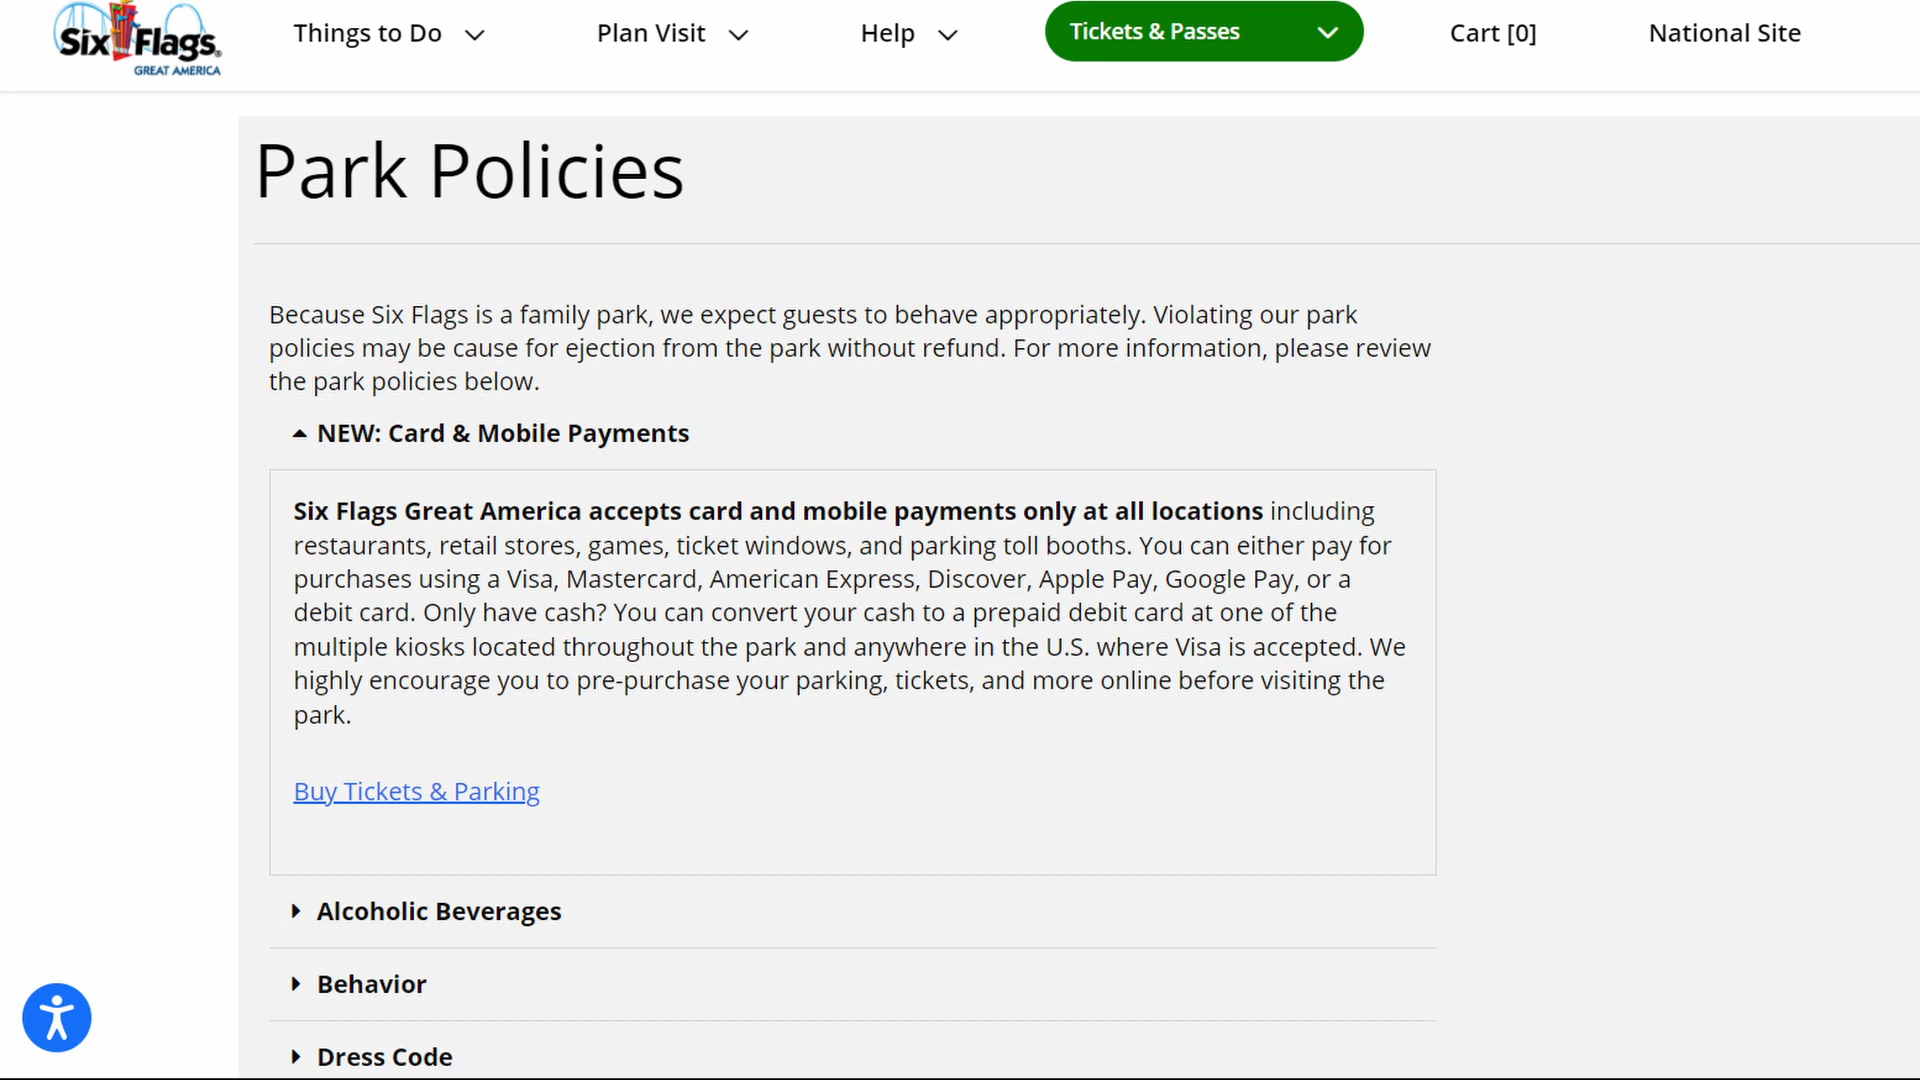 Six Flags
GREAT AMERICA
Things to Do
Plan Visit
Help
Tickets & Passes
Cart [0]
National Site
Park Policies
Because Six Flags is a family park, we expect guests to behave appropriately. Violating our park
policies may be cause for ejection from the park without refund. For more information, please review
the park policies below.
NEW: Card & Mobile Payments
Six Flags Great America accepts card and mobile payments only at all locations including
restaurants, retail stores, games, ticket windows, and parking toll booths. You can either pay for
purchases using a Visa, Mastercard, American Express, Discover, Apple Pay, Google Pay, or a
debit card. Only have cash? You can convert your cash to a prepaid debit card at one of the
multiple kiosks located throughout the park and anywhere in the U.S. where Visa is accepted. We
highly encourage you to pre-purchase your parking, tickets, and more online before visiting the
park.
Buy Tickets & Parking
Alcoholic Beverages
Behavior
Dress Code